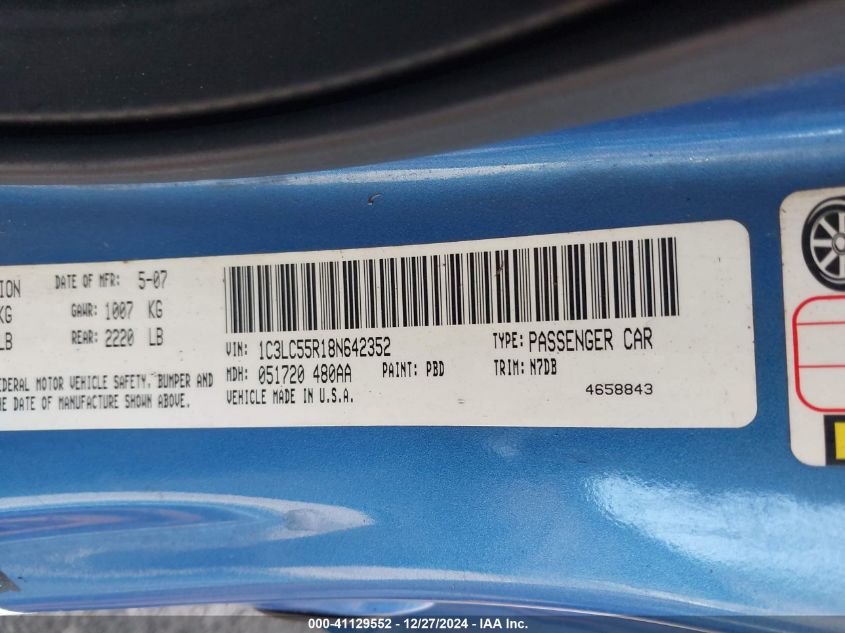 ION DATE OF MFR: 5-07
KG GAWR: 1007 KG
LB REAR: 2220 LB
VIN: 1C3LC55R18N642352 TYPE: PASSENGER CAR
MDH: 051720 480AA PAINT: PBD TRIM: N7DB
VEHICLE MADE IN U.S.A. 4658843
EDERAL MOTOR VEHICLE SAFETY, BUMPER AND
HE DATE OF MANUFACTURE SHOWN ABOVE.
000-41129552 - 12/27/2024 - IAA Inc.